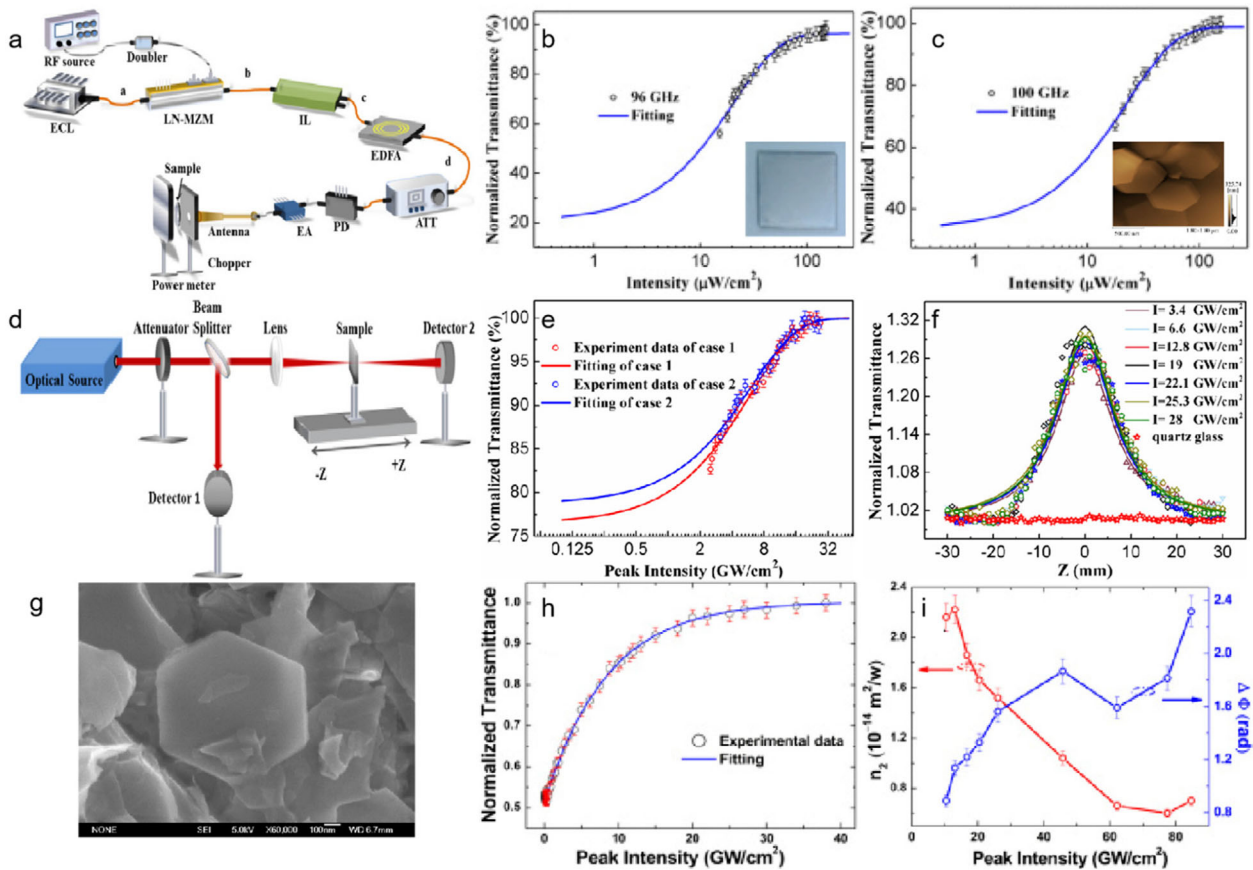 a
RF source
Doubler
a
b
ECL
LN-MZM
IL
c
EDFA
d
Sample
Antenna
EA
PD
ATT
Chopper
Power meter
b
Normalized Transmittance (%)
100
80
60
40
20
96 GHz
Fitting
1
10
100
Intensity (μW/cm²)
c
Normalized Transmittance (%)
100
80
60
40
100 GHz
Fitting
1
10
100
Intensity (μW/cm²)
d
Optical Source
Attenuator
Beam
Splitter
Lens
Sample
Detector 2
-Z
+Z
Detector 1
e
Normalized Transmittance (%)
100
95
90
85
80
75
Experiment data of case 1
Fitting of case 1
Experiment data of case 2
Fitting of case 2
0.125
0.5
2
8
32
Peak Intensity (GW/cm²)
f
Normalized Transmittance
1.32
1.26
1.20
1.14
1.08
1.02
I= 3.4 GW/cm²
I= 6.6 GW/cm²
I=12.8 GW/cm²
I= 19 GW/cm²
I=22.1 GW/cm²
I=25.3 GW/cm²
I= 28 GW/cm²
quartz glass
-30
-20
-10
0
10
20
30
Z (mm)
g
NONE
SEI
5.0kV
X60,000
100nm
WD 6.7mm
h
Normalized Transmittance
1.0
0.9
0.8
0.7
0.6
0.5
Experimental data
Fitting
0
10
20
30
40
Peak Intensity (GW/cm²)
i
n₂ (10⁻¹⁴ m²/w)
2.4
2.0
1.6
1.2
0.8
2.4
2.0
1.6
1.2
0.8
Δ Φ (rad)
0
20
40
60
80
Peak Intensity (GW/cm²)